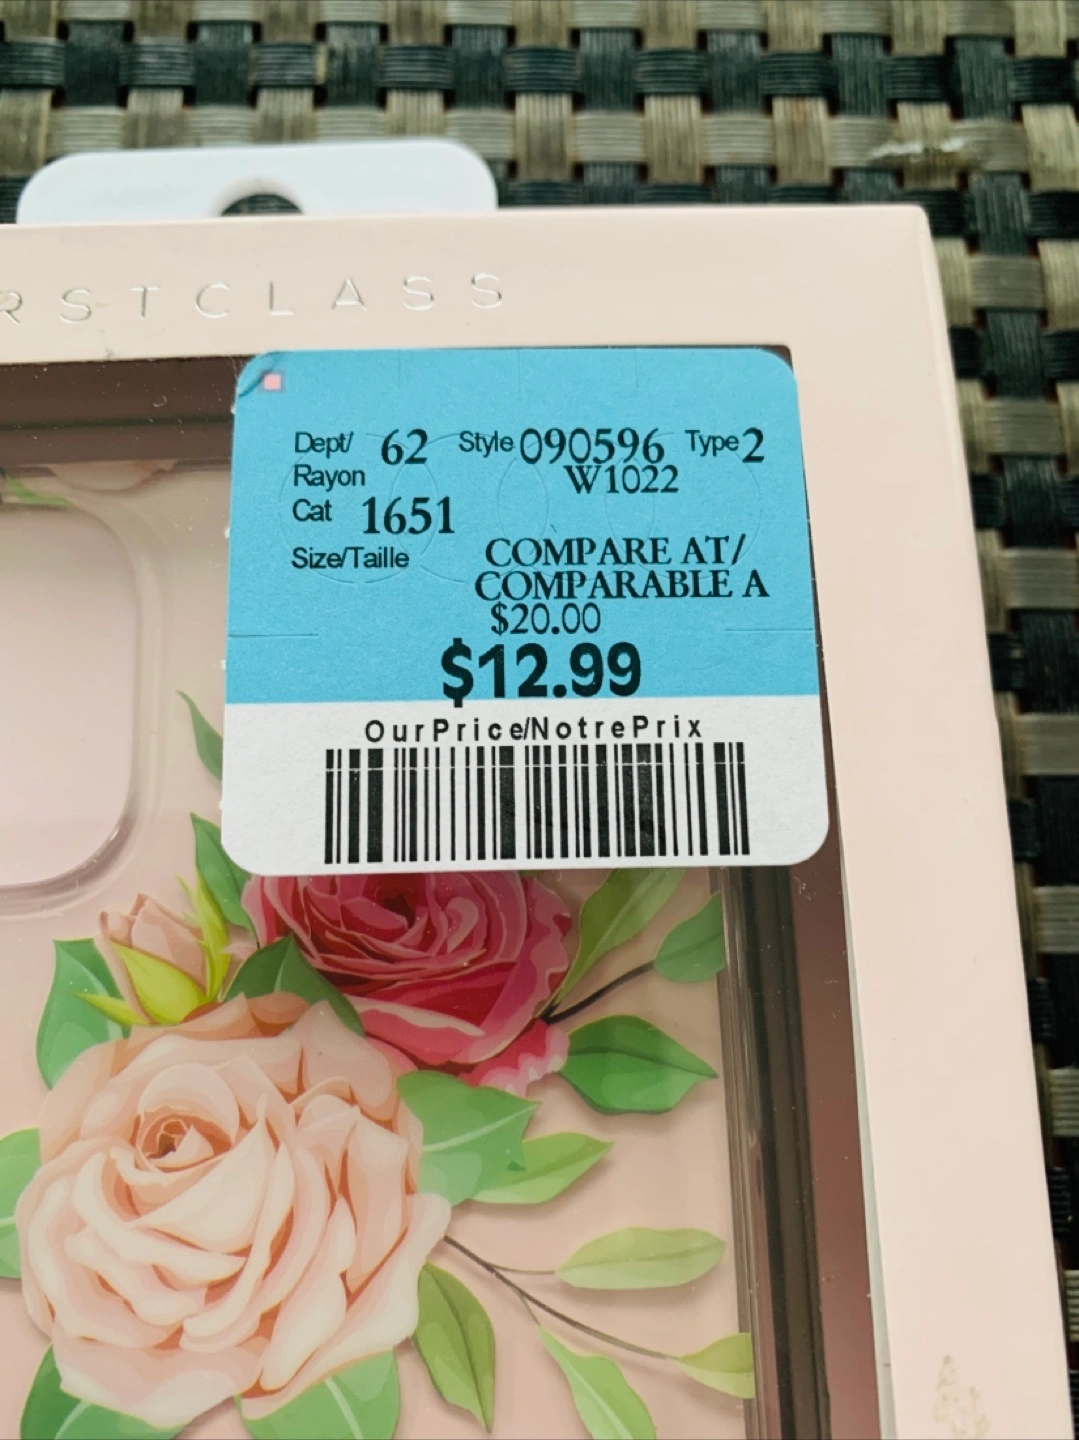 RSTCLASS
Dept/ 62 Style 090596 Type 2
Rayon W1022
Cat 1651
Size/Taille COMPARE AT/
COMPARABLE A
$20.00
$12.99
OurPrice/NotrePrix